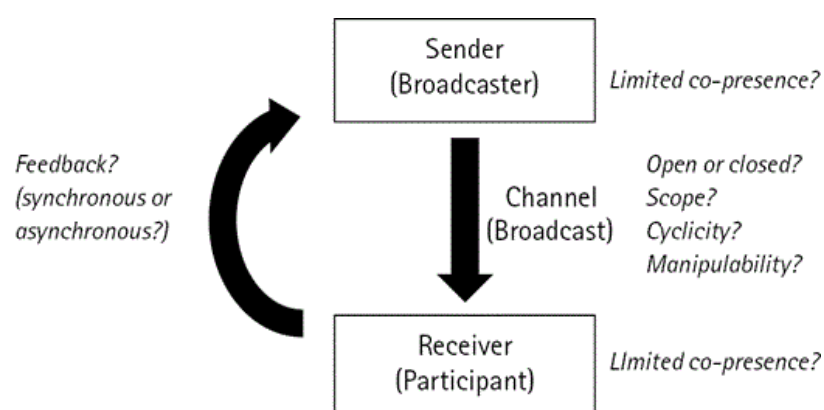 Sender
(Broadcaster)
Limited co-presence?
Feedback?
(synchronous or
asynchronous?)
Channel
(Broadcast)
Open or closed?
Scope?
Cyclicity?
Manipulability?
Receiver
(Participant)
LImited co-presence?